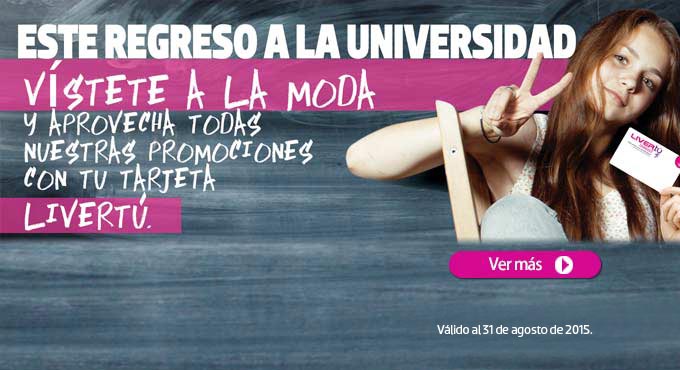 ESTE REGRESO A LA UNIVERSIDAD
VÍSTETE A LA MODA
Y APROVECHA TODAS
NUESTRAS PROMOCIONES
CON TU TARJETA
LIVERTÚ.
LIVERTÚ
Ver más
Válido al 31 de agosto de 2015.